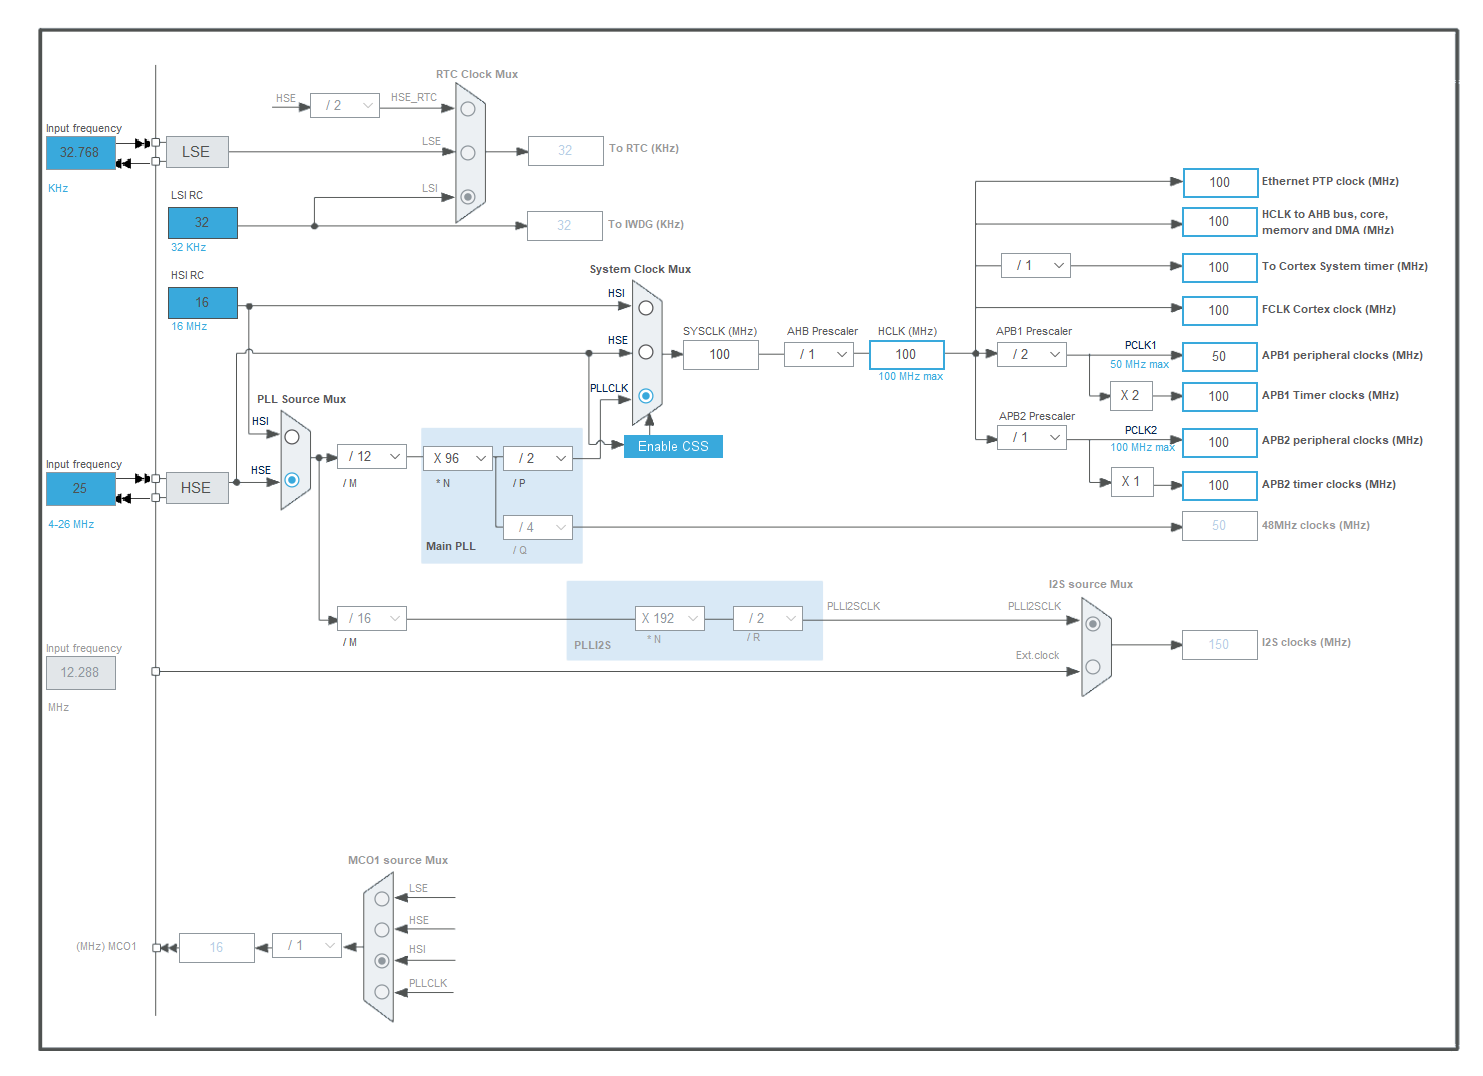 RTC Clock Mux
HSE
/ 2
HSE_RTC
Input frequency
32.768
KHz
LSE
LSE
32
To RTC (KHz)
LSI RC
LSI
32
32 KHz
32
To IWDG (KHz)
HSI RC
16
16 MHz
System Clock Mux
HSI
HSE
PLLCLK
Enable CSS
SYSCLK (MHz)
100
AHB Prescaler
/ 1
HCLK (MHz)
100
100 MHz max
100
Ethernet PTP clock (MHz)
100
HCLK to AHB bus, core,
memory and DMA (MHz)
/ 1
100
To Cortex System timer (MHz)
100
FCLK Cortex clock (MHz)
APB1 Prescaler
/ 2
PCLK1
50 MHz max
50
APB1 peripheral clocks (MHz)
X 2
100
APB1 Timer clocks (MHz)
APB2 Prescaler
/ 1
PCLK2
100 MHz max
100
APB2 peripheral clocks (MHz)
X 1
100
APB2 timer clocks (MHz)
PLL Source Mux
HSI
HSE
Input frequency
25
4-26 MHz
HSE
/ 12
/ M
X 96
* N
/ 2
/ P
/ 4
/ Q
Main PLL
50
48MHz clocks (MHz)
/ 16
/ M
X 192
* N
/ 2
/ R
PLLI2S
PLLI2SCLK
I2S source Mux
PLLI2SCLK
Ext.clock
150
I2S clocks (MHz)
Input frequency
12.288
MHz
MCO1 source Mux
LSE
HSE
HSI
PLLCLK
(MHz) MCO1
16
/ 1